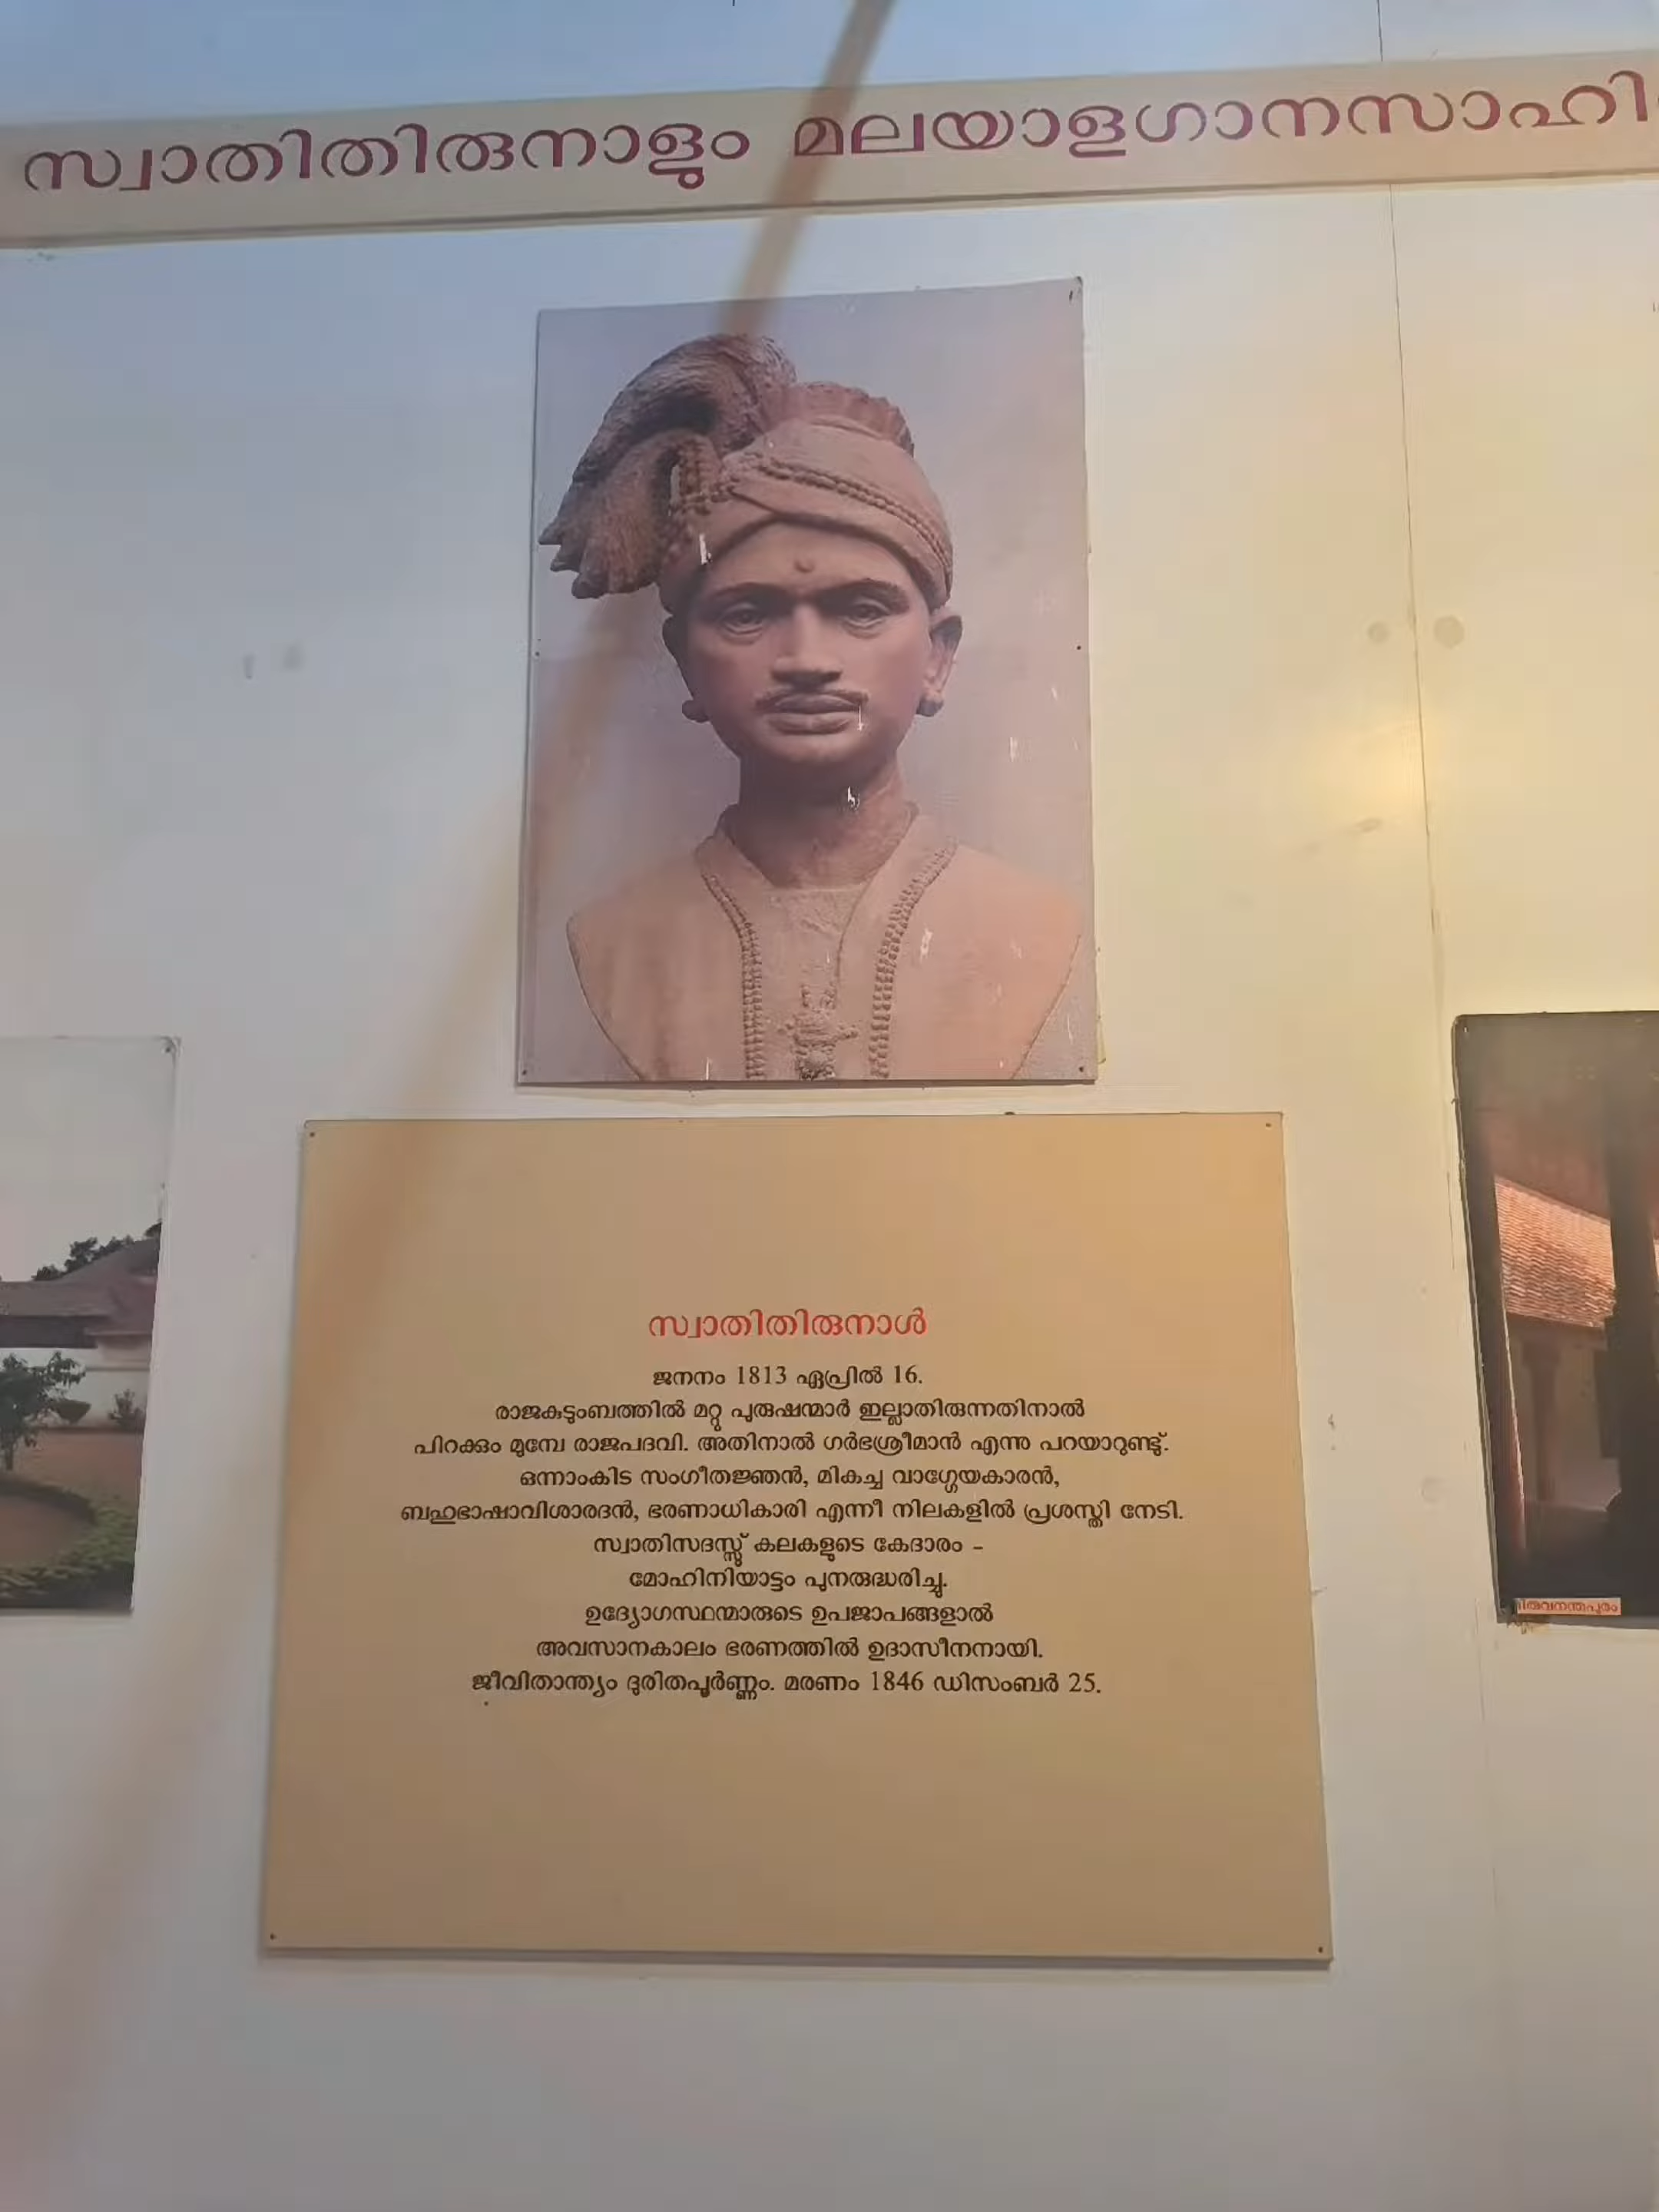 സ്വാതിതിരുനാളും മലയാളഗാനസാഹി
സ്വാതിതിരുനാൾ
ജനനം 1813 ഏപ്രിൽ 16.
രാജകുടുംബത്തിൽ മറ്റു പുരുഷന്മാർ ഇല്ലാതിരുന്നതിനാൽ
പിറക്കും മുമ്പേ രാജപദവി. അതിനാൽ ഗർഭശ്രീമാൻ എന്നു പറയാറുണ്ടു്.
ഒന്നാംകിട സംഗീതജ്ഞൻ, മികച്ച വാഗ്ഗേയകാരൻ,
ബഹുഭാഷാവിശാരദൻ, ഭരണാധികാരി എന്നീ നിലകളിൽ പ്രശസ്തി നേടി.
സ്വാതിസദസ്സ് കലകളുടെ കേദാരം –
മോഹിനിയാട്ടം പുനരുദ്ധരിച്ചു.
ഉദ്യോഗസ്ഥന്മാരുടെ ഉപജാപങ്ങളാൽ
അവസാനകാലം ഭരണത്തിൽ ഉദാസീനനായി.
ജീവിതാന്ത്യം ദുരിതപൂർണ്ണം. മരണം 1846 ഡിസംബർ 25.
തിരുവനന്തപുരം